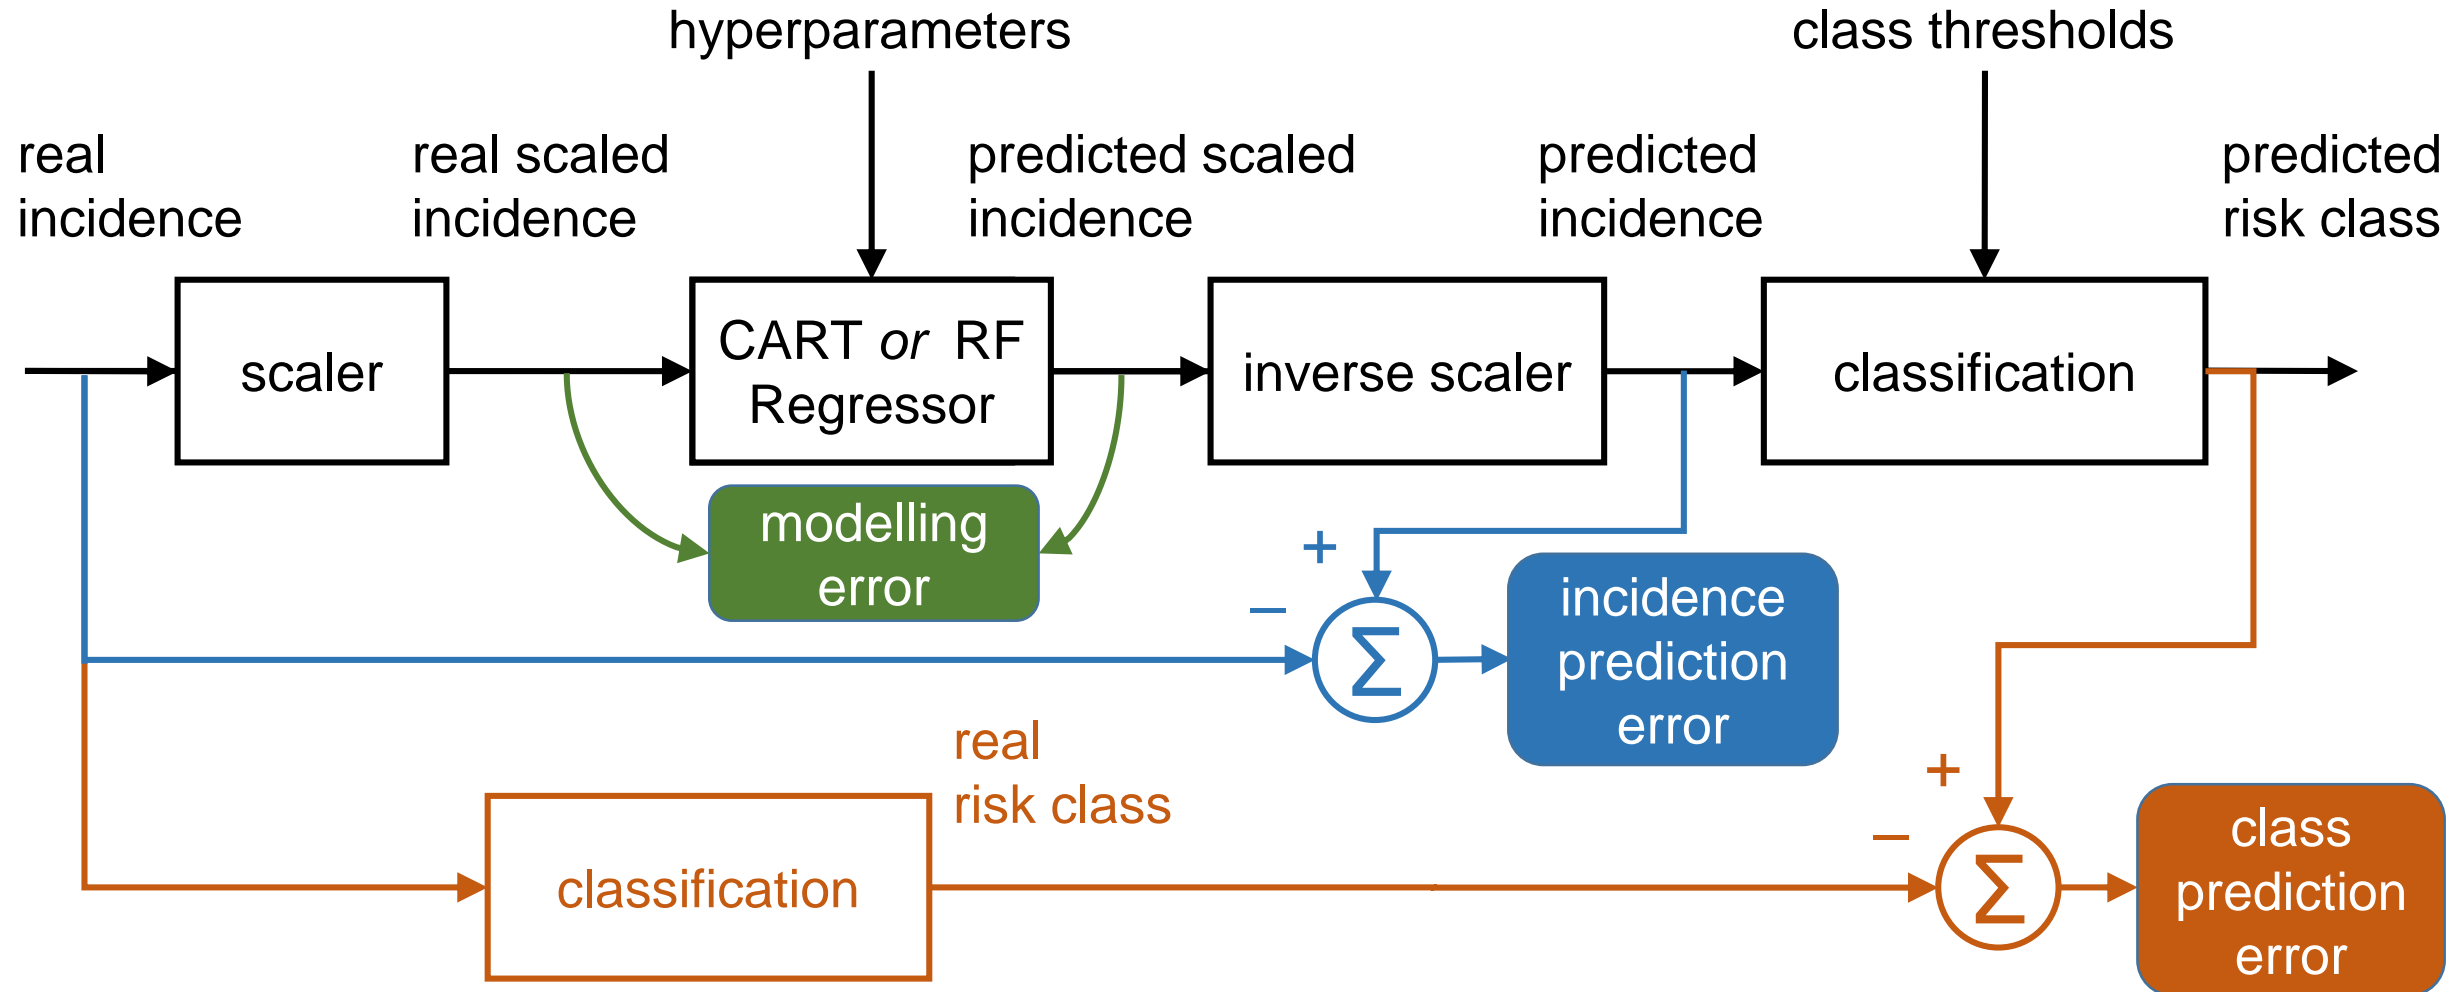 hyperparameters
class thresholds
real
incidence
real scaled
incidence
predicted scaled
incidence
predicted
incidence
predicted
risk class
scaler
CART or RF
Regressor
inverse scaler
classification
modelling
error
+
–
Σ
incidence
prediction
error
real
risk class
classification
+
–
Σ
class
prediction
error